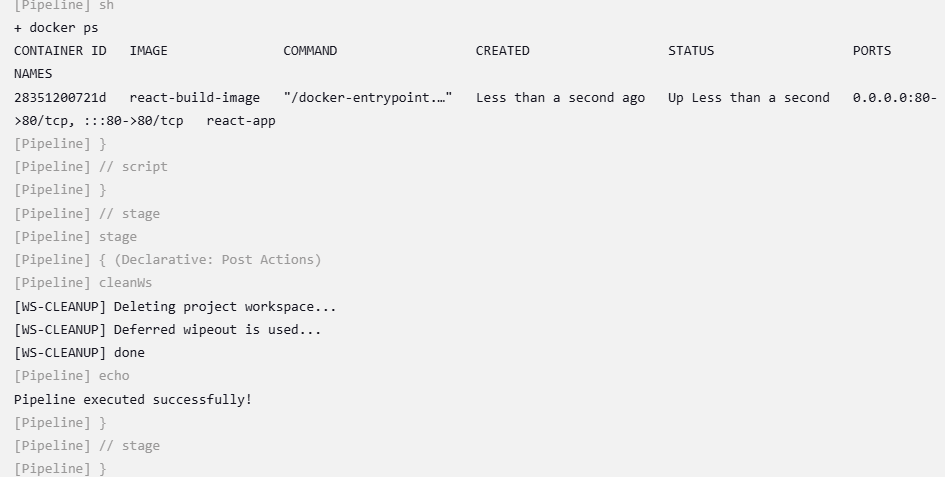 [Pipeline] sh
+ docker ps
CONTAINER ID   IMAGE               COMMAND                  CREATED                  STATUS                  PORTS
NAMES
28351200721d   react-build-image   "/docker-entrypoint.…"   Less than a second ago   Up Less than a second   0.0.0.0:80-
>80/tcp, :::80->80/tcp   react-app
[Pipeline] }
[Pipeline] // script
[Pipeline] }
[Pipeline] // stage
[Pipeline] stage
[Pipeline] { (Declarative: Post Actions)
[Pipeline] cleanWs
[WS-CLEANUP] Deleting project workspace...
[WS-CLEANUP] Deferred wipeout is used...
[WS-CLEANUP] done
[Pipeline] echo
Pipeline executed successfully!
[Pipeline] }
[Pipeline] // stage
[Pipeline] }